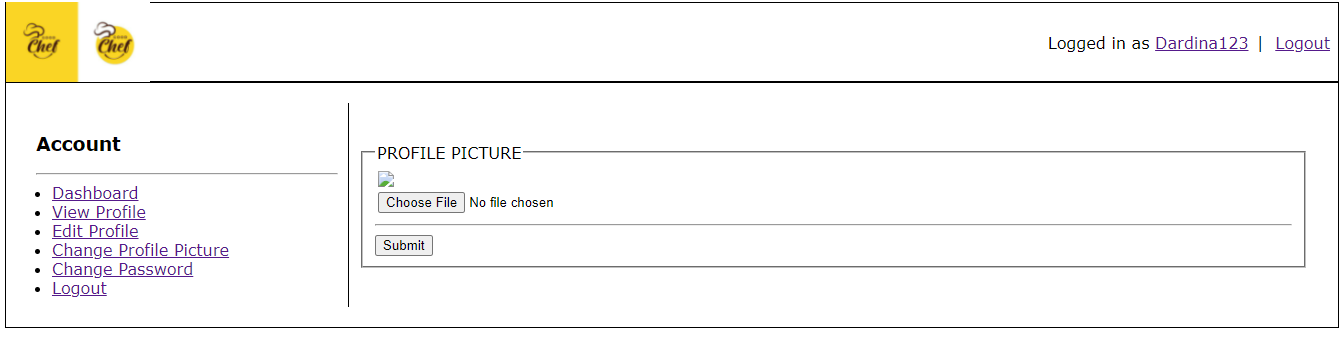 Chef
Chef
Logged in as Dardina123 | Logout
Account
Dashboard
View Profile
Edit Profile
Change Profile Picture
Change Password
Logout
PROFILE PICTURE
Choose File No file chosen
Submit